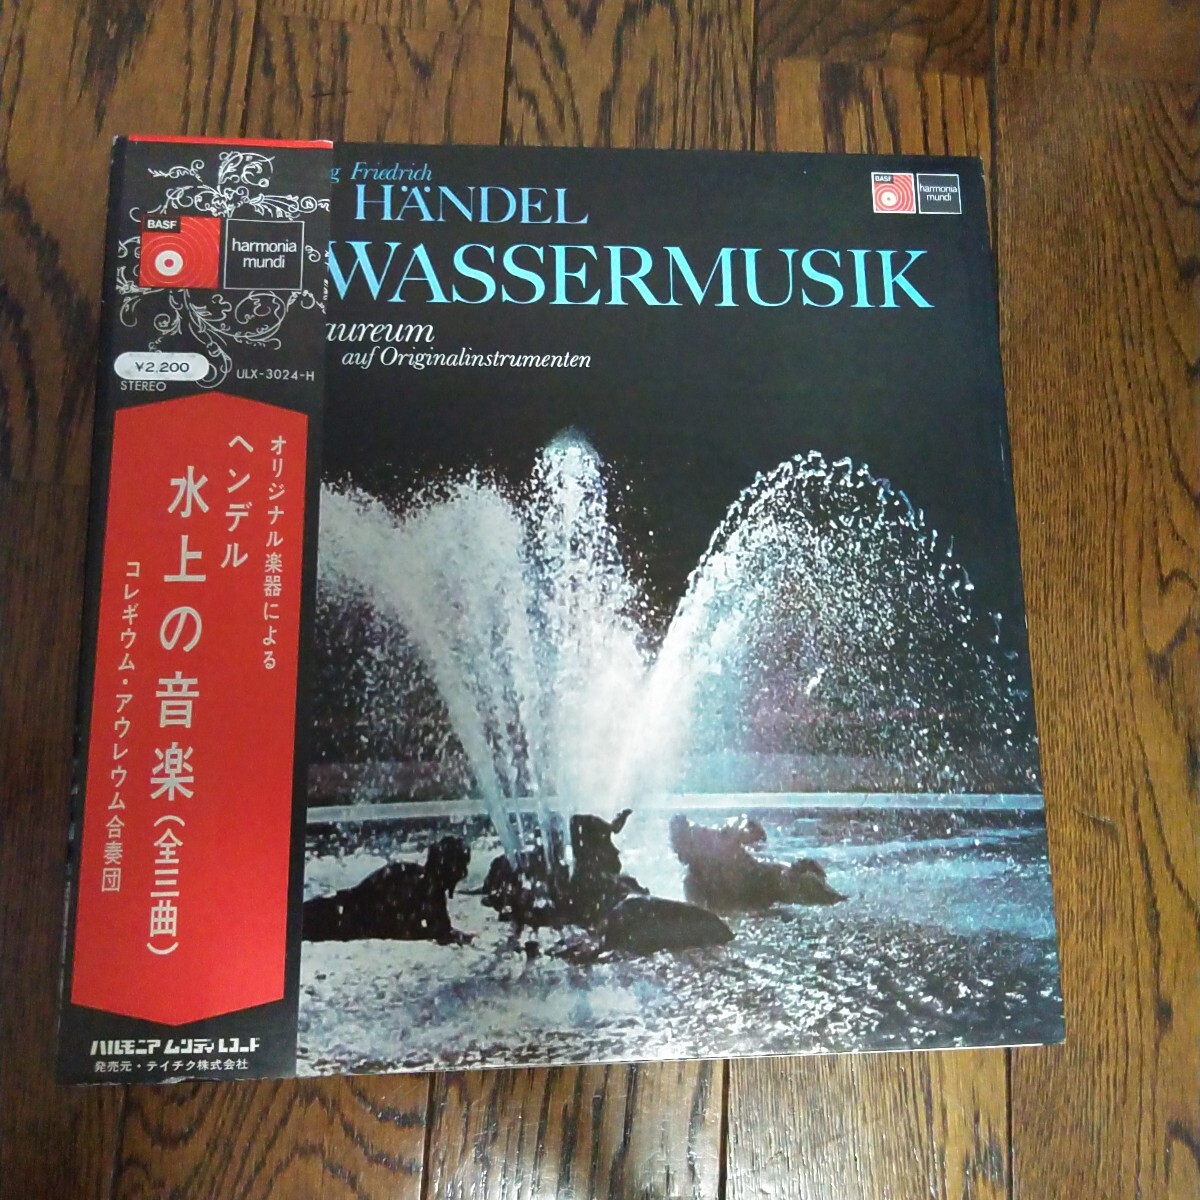 BASF
harmonia
mundi
¥2,200
STEREO
ULX-3024-H
オリジナル楽器による
ヘンデル
水上の音楽(全三曲)
コレギウム・アウレウム合奏団
ハルモニア ムンディ レコード
発売元・テイチク株式会社
g Friedrich
HÄNDEL
WASSERMUSIK
aureum
auf Originalinstrumenten
BASF
harmonia
mundi